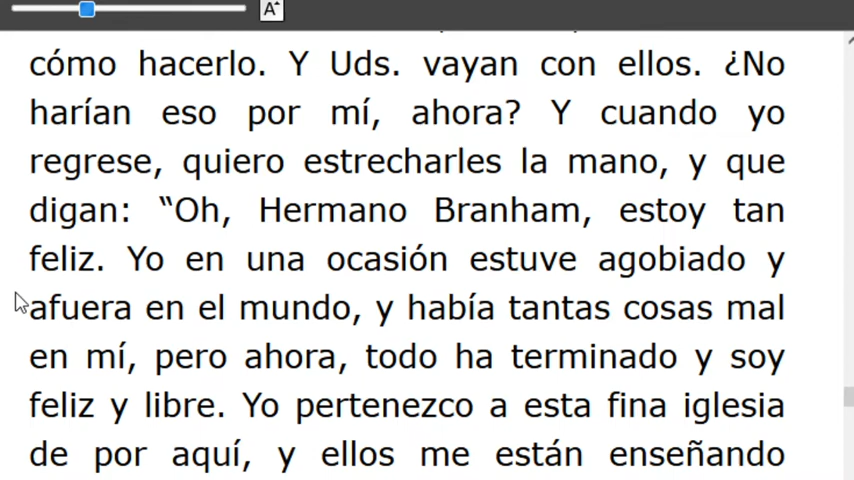 A
cómo hacerlo. Y Uds. vayan con ellos. ¿No
harían eso por mí, ahora? Y cuando yo
regrese, quiero estrecharles la mano, y que
digan: “Oh, Hermano Branham, estoy tan
feliz. Yo en una ocasión estuve agobiado y
afuera en el mundo, y había tantas cosas mal
en mí, pero ahora, todo ha terminado y soy
feliz y libre. Yo pertenezco a esta fina iglesia
de por aquí, y ellos me están enseñando